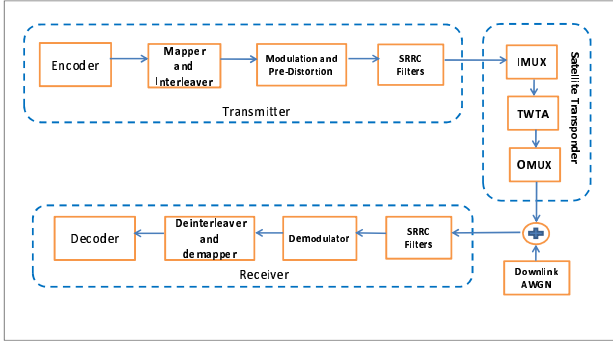 Encoder
Mapper
and
Interleaver
Modulation and
Pre-Distortion
SRRC
Filters
Transmitter
IMUX
TWTA
OMUX
Satellite Transponder
Decoder
Deinterleaver
and
demapper
Demodulator
SRRC
Filters
Receiver
Downlink
AWGN